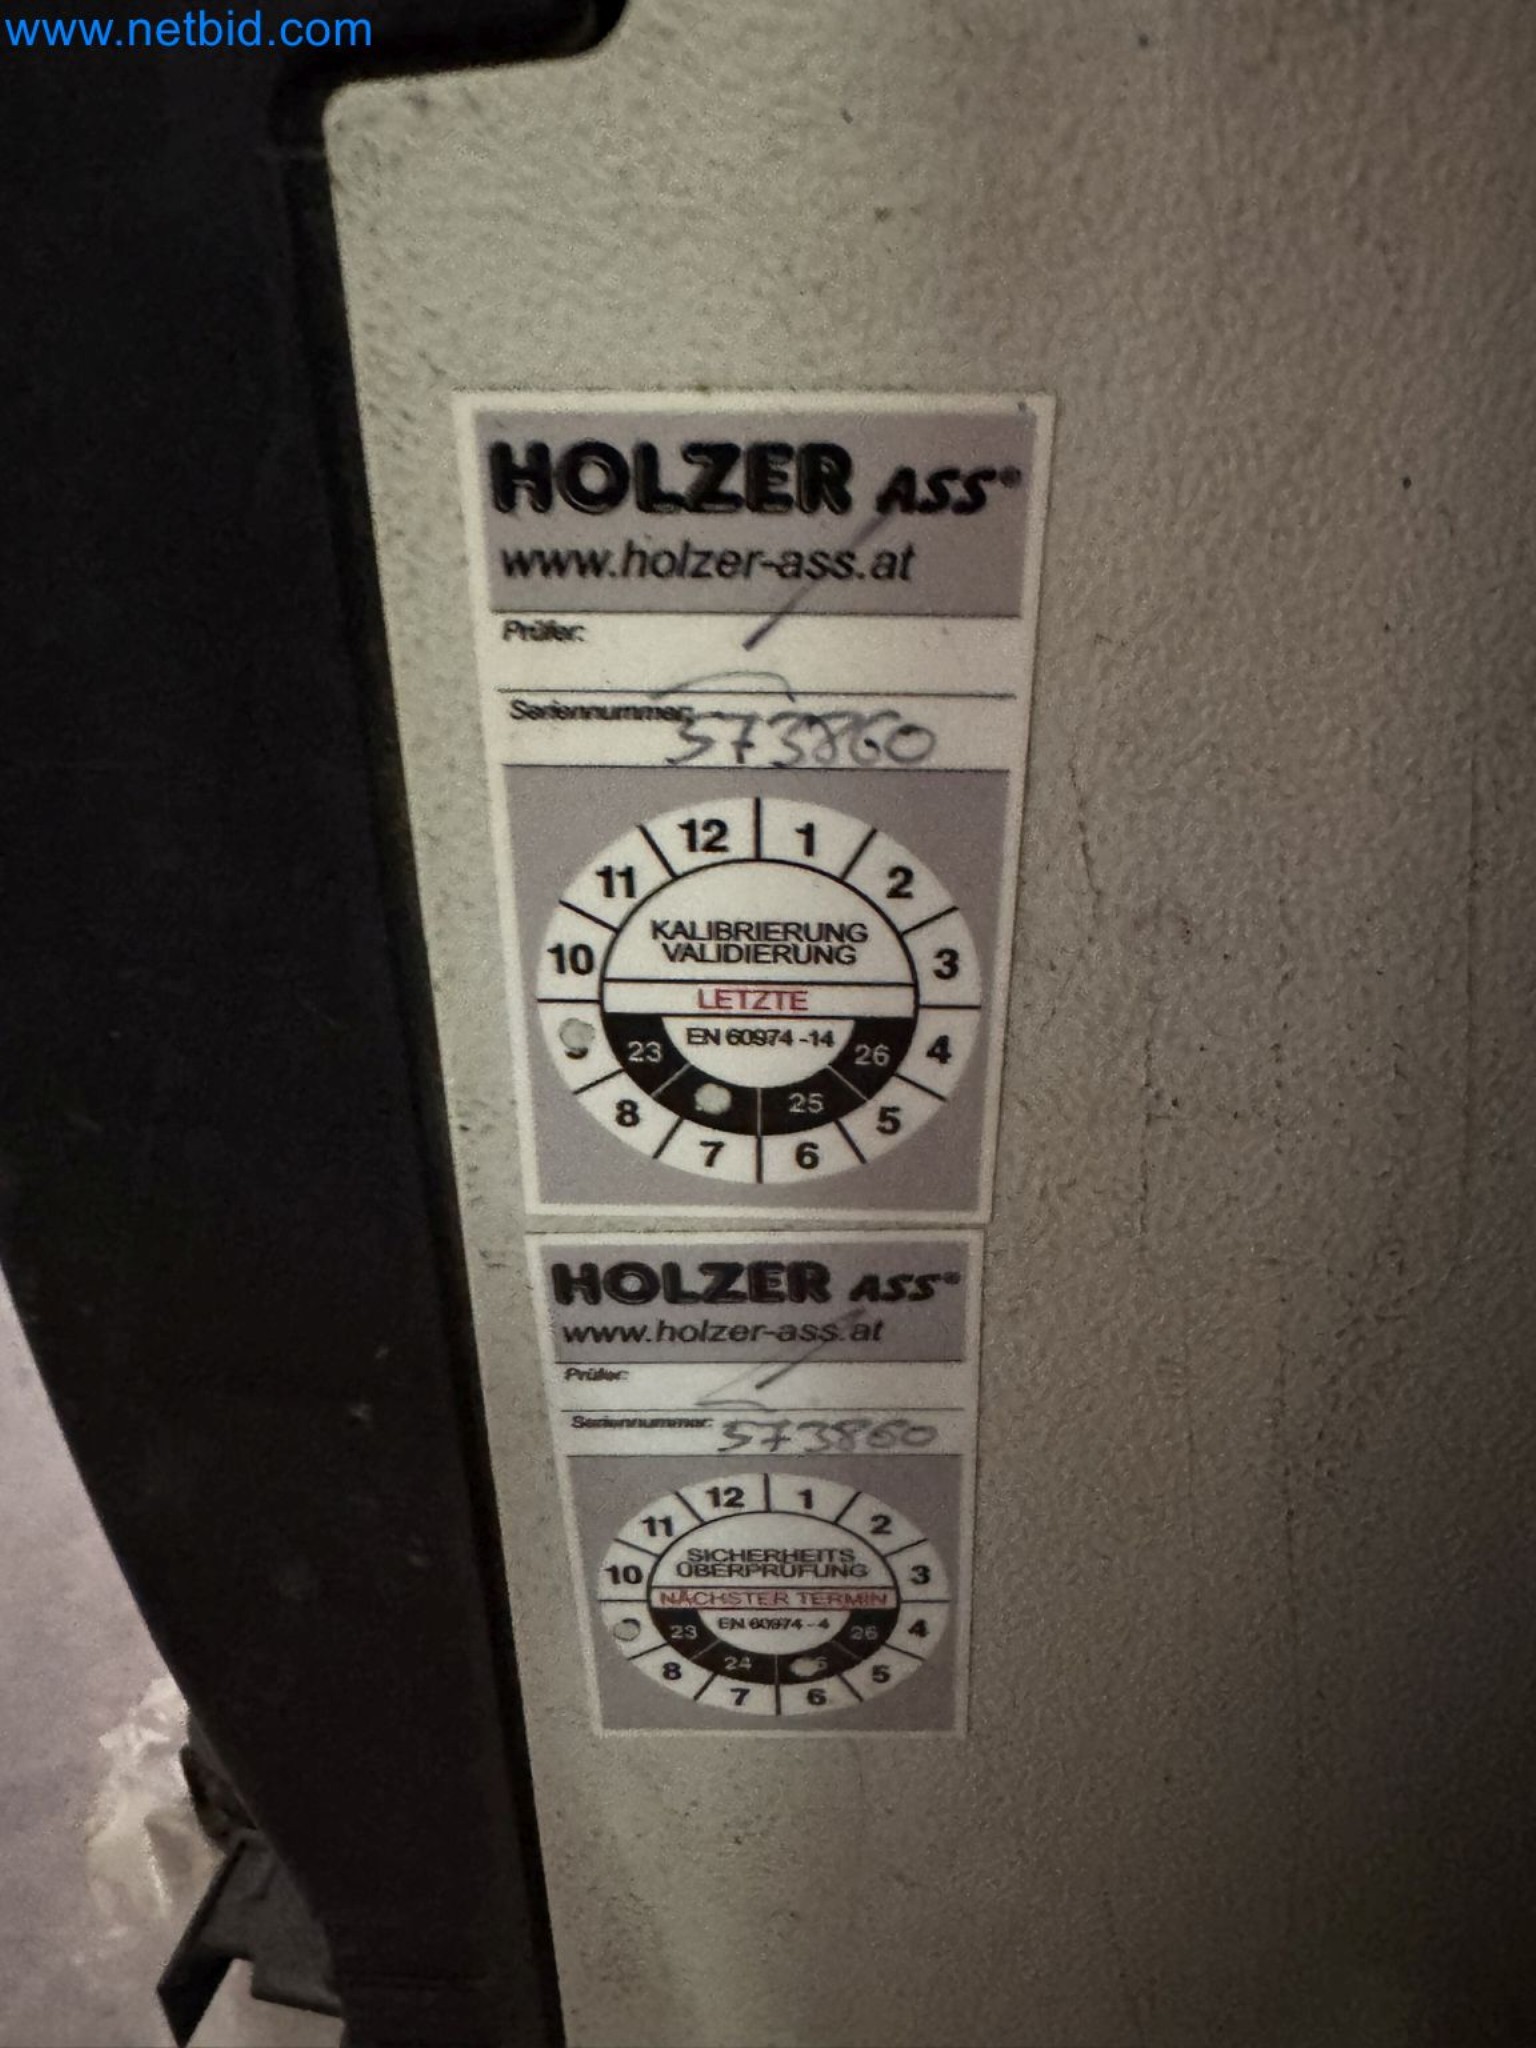 www.netbid.com
HOLZER ASS®
www.holzer-ass.at
Prüfer:
Seriennummer: 573860
12 1
11 2
KALIBRIERUNG
VALIDIERUNG
10 3
LETZTE
EN 60974 -14
9 23 26 4
25
8 5
7 6
HOLZER ASS®
www.holzer-ass.at
Prüfer:
Seriennummer: 573860
12 1
11 2
SICHERHEITS
ÜBERPRÜFUNG
10 3
NÄCHSTER TERMIN
EN 60974 - 4
23 26 4
24
8 5
7 6